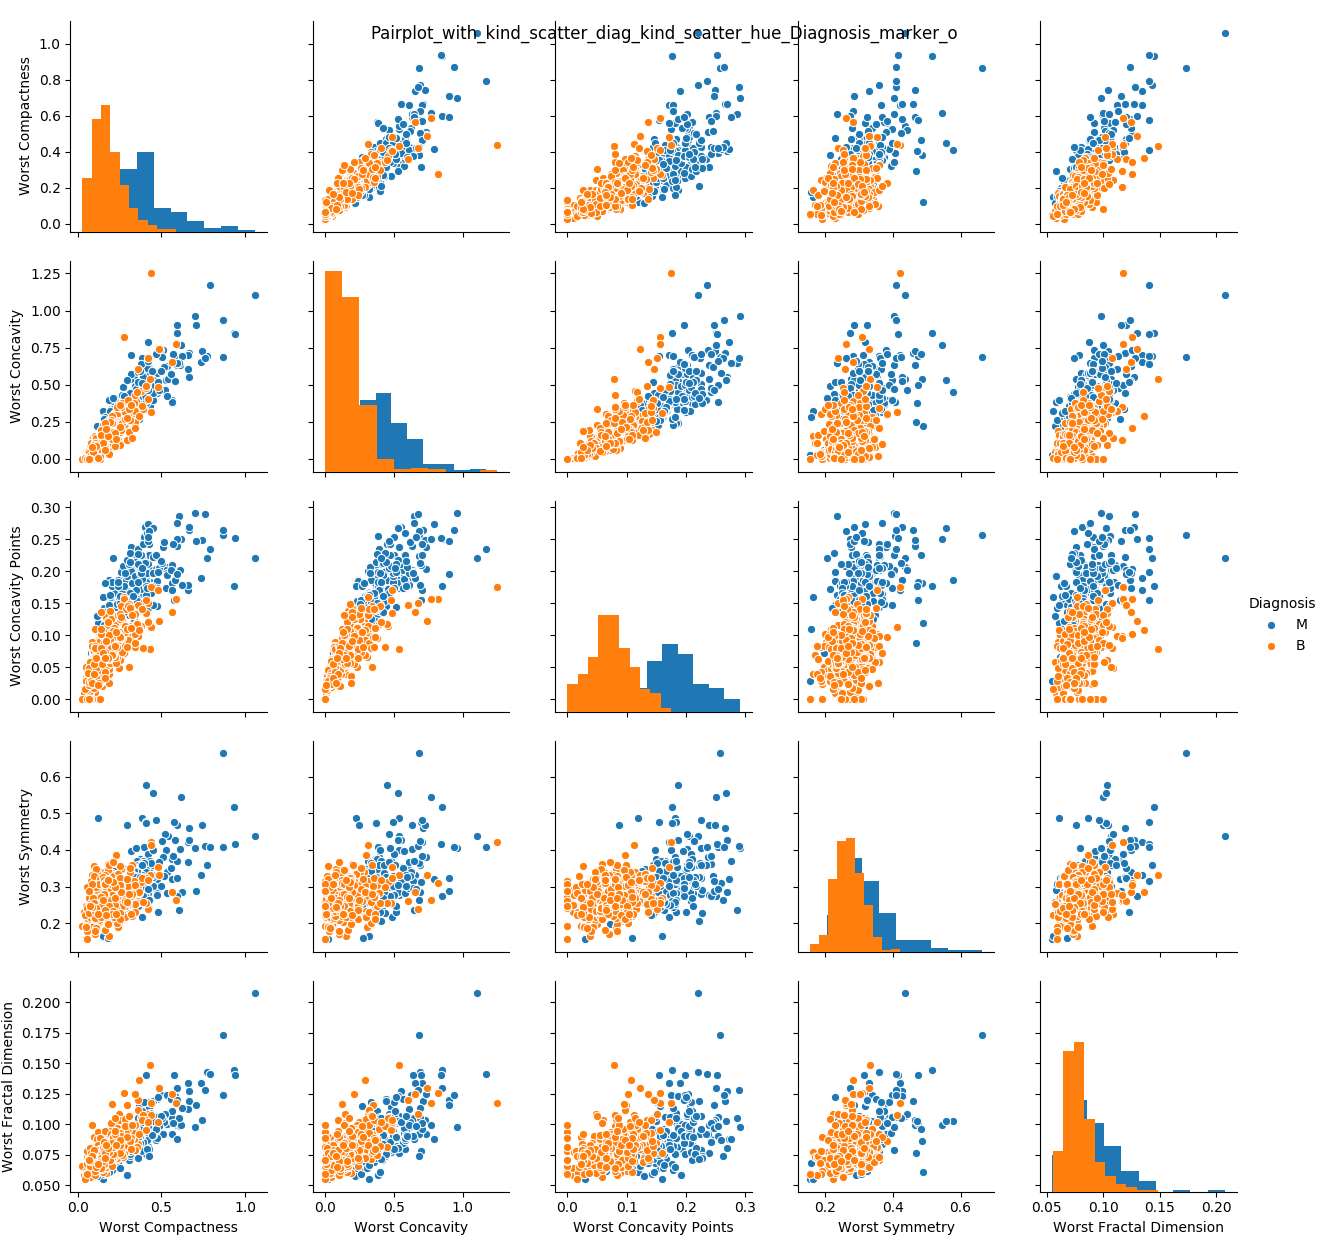 Pairplot_with_kind_scatter_diag_kind_scatter_hue_Diagnosis_marker_o
1.0
0.8
0.6
0.4
0.2
0.0
Worst Compactness
1.25
1.00
0.75
0.50
0.25
0.00
Worst Concavity
0.30
0.25
0.20
0.15
0.10
0.05
0.00
Worst Concavity Points
Diagnosis
M
B
0.6
0.5
0.4
0.3
0.2
Worst Symmetry
0.200
0.175
0.150
0.125
0.100
0.075
0.050
Worst Fractal Dimension
0.0 0.5 1.0
0.0 0.5 1.0
0.0 0.1 0.2 0.3
0.2 0.4 0.6
0.05 0.10 0.15 0.20
Worst Compactness
Worst Concavity
Worst Concavity Points
Worst Symmetry
Worst Fractal Dimension